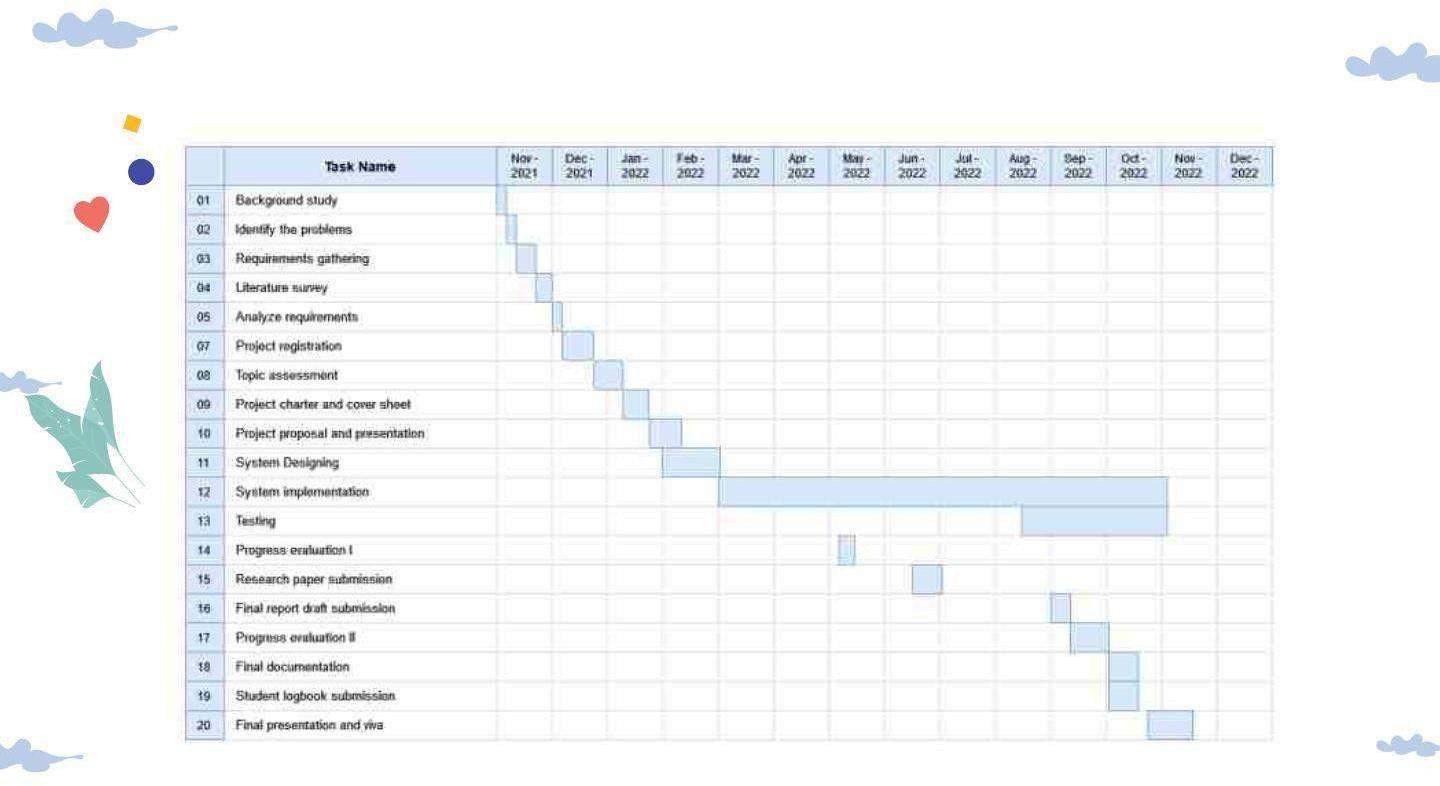 Task Name
Nov - 2021
Dec - 2021
Jan - 2022
Feb - 2022
Mar - 2022
Apr - 2022
May - 2022
Jun - 2022
Jul - 2022
Aug - 2022
Sep - 2022
Oct - 2022
Nov - 2022
Dec - 2022
01 Background study
02 Identify the problems
03 Requirements gathering
04 Literature survey
05 Analyze requirements
07 Project registration
08 Topic assessment
09 Project charter and cover sheet
10 Project proposal and presentation
11 System Designing
12 System implementation
13 Testing
14 Progress evaluation I
15 Research paper submission
16 Final report draft submission
17 Progress evaluation II
18 Final documentation
19 Student logbook submission
20 Final presentation and viva